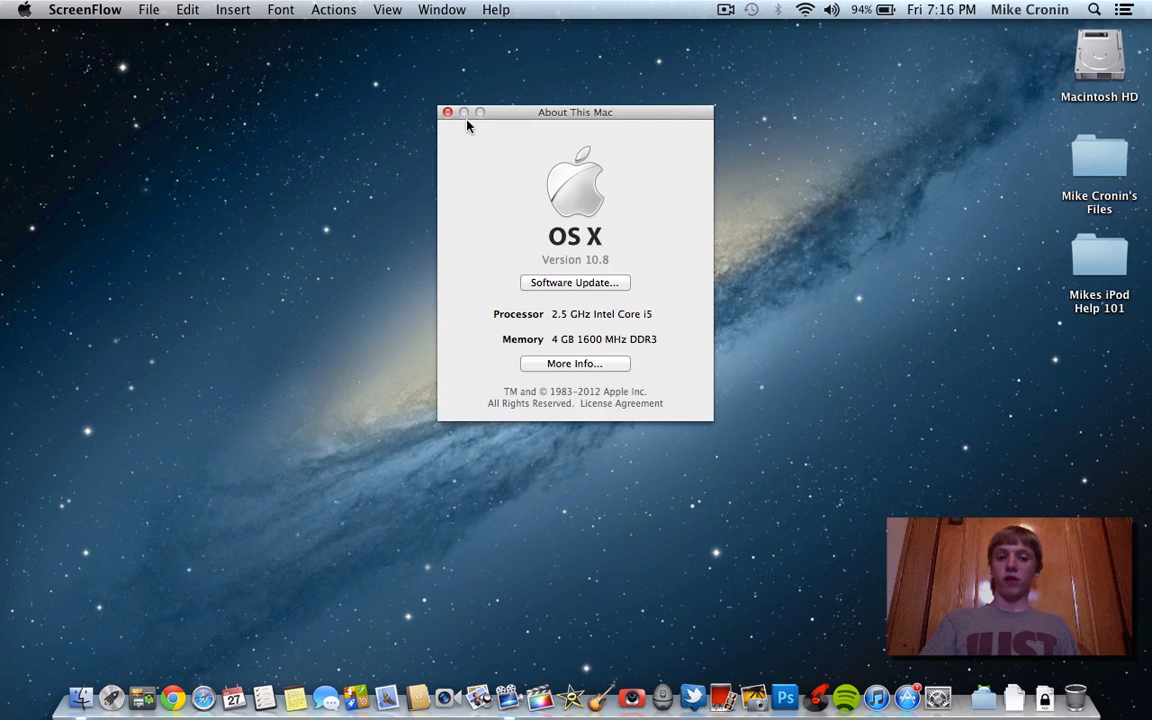 ScreenFlow File Edit Insert Font Actions View Window Help 94% Fri 7:16 PM Mike Cronin
Macintosh HD
Mike Cronin's
Files
Mikes iPod
Help 101
About This Mac
OS X
Version 10.8
Software Update...
Processor 2.5 GHz Intel Core i5
Memory 4 GB 1600 MHz DDR3
More Info...
TM and © 1983-2012 Apple Inc.
All Rights Reserved. License Agreement
JUST
27
Ps